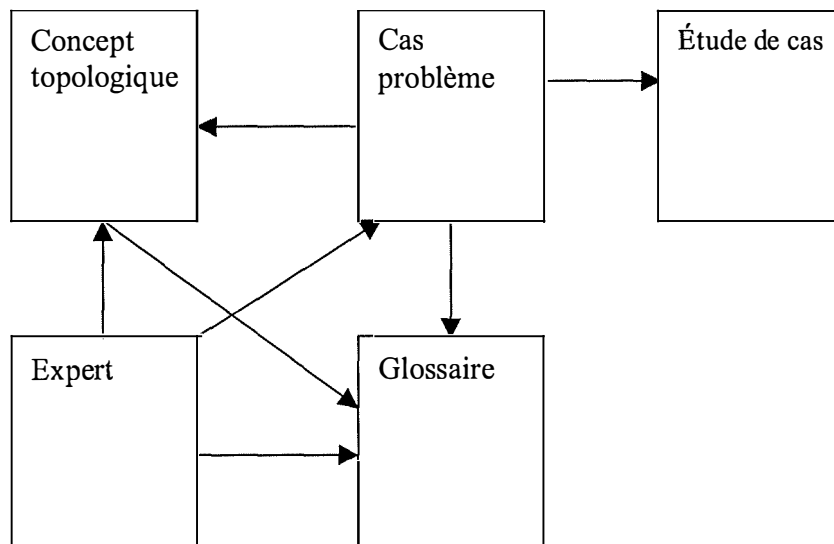 Concept
topologique
Cas
problème
Étude de cas
Expert
Glossaire